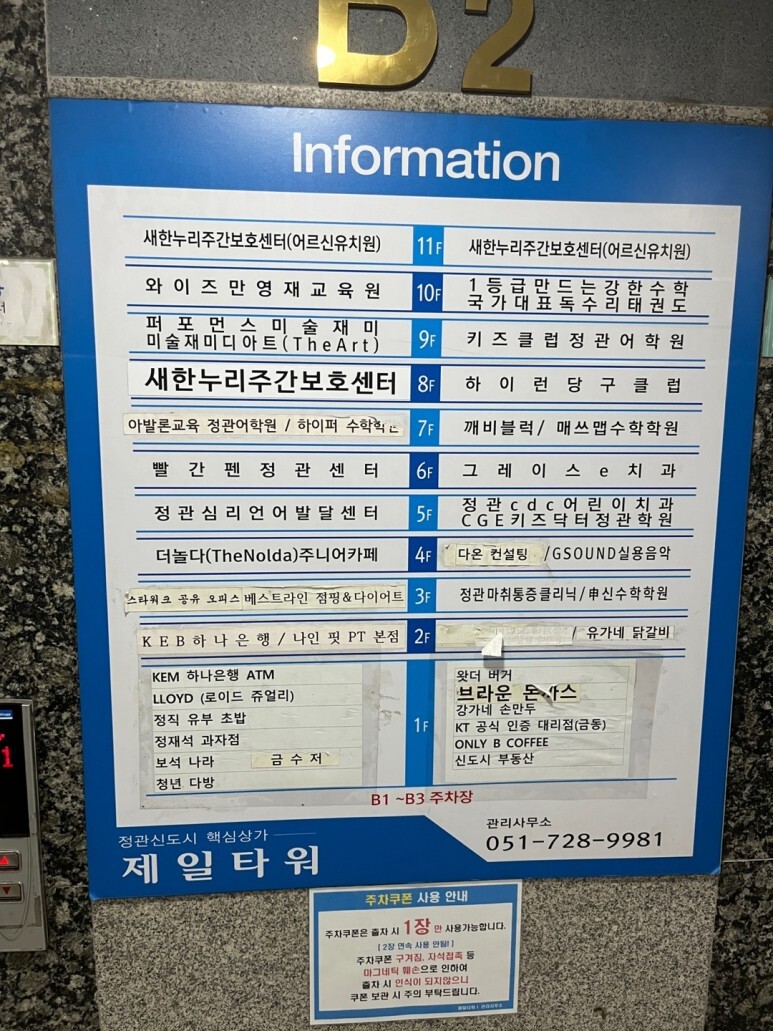 B2
Information
새한누리주간보호센터(어르신유치원) 11F 새한누리주간보호센터(어르신유치원)
와이즈만영재교육원 10F 1등급만드는강한수학
국가대표독수리태권도
퍼포먼스미술재미 9F 키즈클럽정관어학원
미술재미디아트(TheArt)
새한누리주간보호센터 8F 하이런당구클럽
아발론교육 정관어학원 / 하이퍼 수학학원 7F 깨비블럭/ 매쓰맵수학학원
빨간펜정관센터 6F 그레이스e치과
정관심리언어발달센터 5F 정관cdc어린이치과
CGE키즈닥터정관학원
더놀다(TheNolda)주니어카페 4F 다온 컨설팅 /GSOUND실용음악
스타워크 공유 오피스 베스트라인 점핑&다이어트 3F 정관마취통증클리닉/申신수학학원
KEB하나은행/ 나인 핏 PT 본점 2F / 유가네 닭갈비
1F
KEM 하나은행 ATM
LLOYD (로이드 쥬얼리)
정직 유부 초밥
정재석 과자점
보석 나라 금수저
청년 다방
왓더 버커
브라운 돈까스
강가네 손만두
KT 공식 인증 대리점(금동)
ONLY B COFFEE
신도시 부동산
B1 ~B3 주차장
정관신도시 핵심상가
제일타워
관리사무소
051-728-9981
주차쿠폰 사용 안내
주차쿠폰은 출차 시 1장 만 사용가능합니다.
[ 2장 연속 사용 안됨! ]
주차쿠폰 구겨짐, 자석접촉 등
마그네틱 훼손으로 인하여
출차 시 인식이 되지않으니
쿠폰 보관 시 주의 부탁드립니다.
제일타워 | 관리사무소